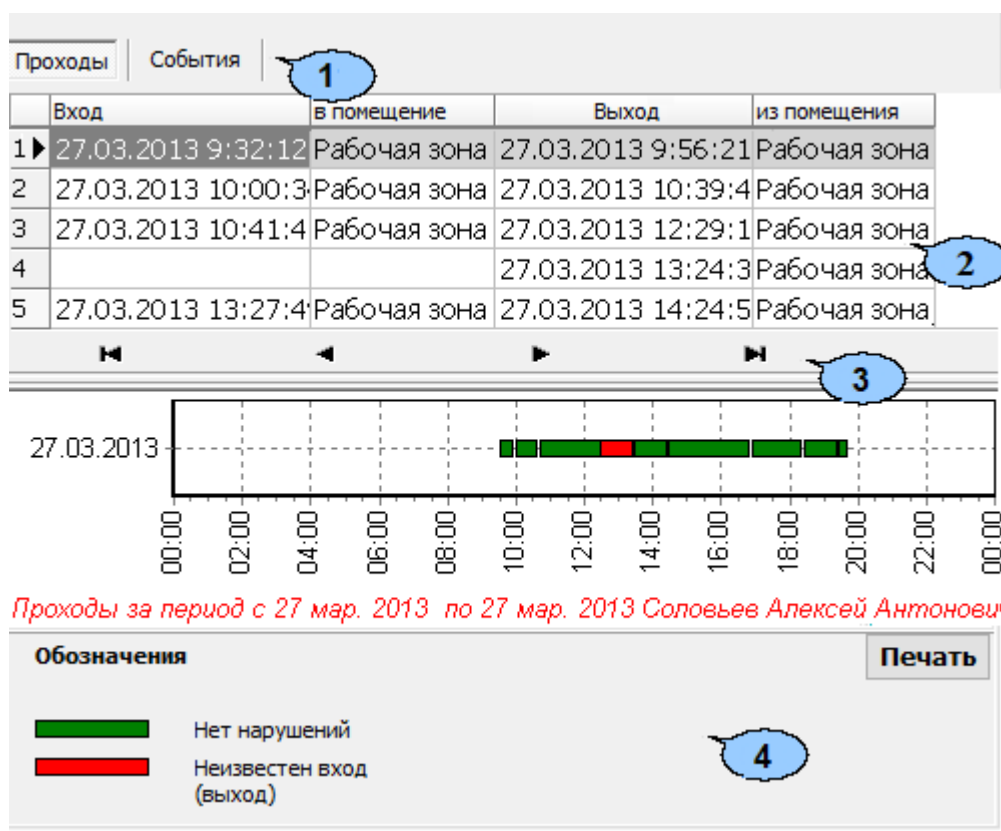 Проходы События 1
Вход в помещение Выход из помещения
1 27.03.2013 9:32:12 Рабочая зона 27.03.2013 9:56:21 Рабочая зона
2 27.03.2013 10:00:3 Рабочая зона 27.03.2013 10:39:4 Рабочая зона
3 27.03.2013 10:41:4 Рабочая зона 27.03.2013 12:29:1 Рабочая зона
4 27.03.2013 13:24:3 Рабочая зона 2
5 27.03.2013 13:27:4 Рабочая зона 27.03.2013 14:24:5 Рабочая зона
3
27.03.2013
00:00 02:00 04:00 06:00 08:00 10:00 12:00 14:00 16:00 18:00 20:00 22:00 00:00
Проходы за период с 27 мар. 2013 по 27 мар. 2013 Соловьев Алексей Антонович
Обозначения Печать
Нет нарушений
4
Неизвестен вход
(выход)